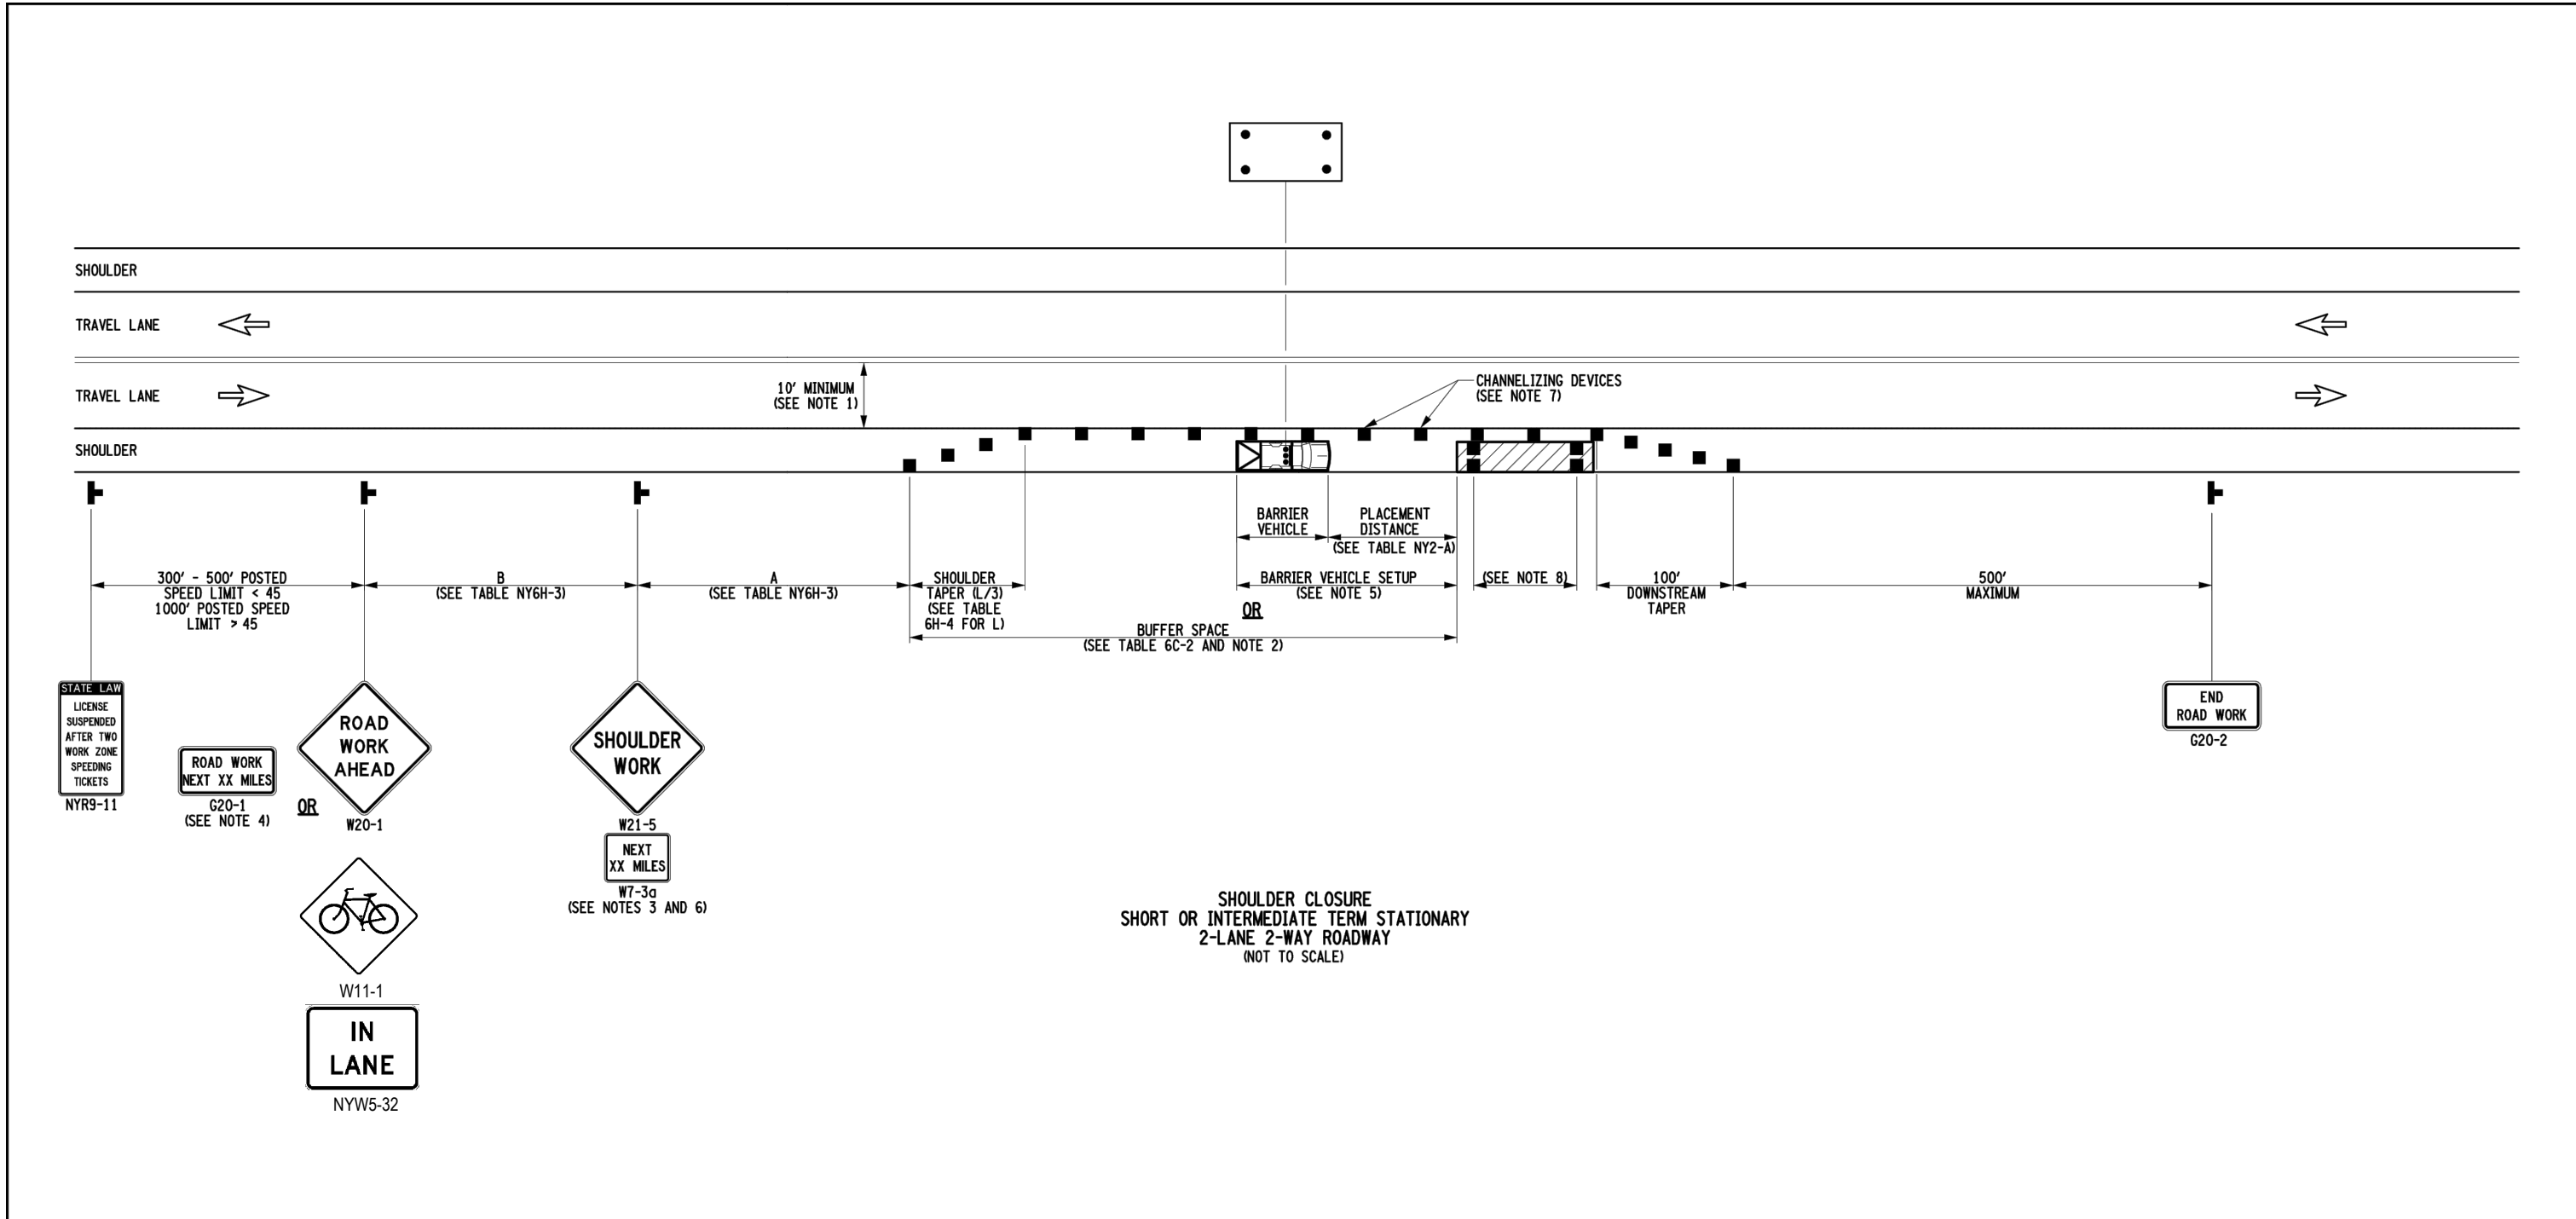 SHOULDER
TRAVEL LANE
TRAVEL LANE
10' MINIMUM
(SEE NOTE 1)
CHANNELIZING DEVICES
(SEE NOTE 7)
SHOULDER
BARRIER
VEHICLE
PLACEMENT
DISTANCE
(SEE TABLE NY2-A)
300' - 500' POSTED
SPEED LIMIT < 45
1000' POSTED SPEED
LIMIT > 45
B
(SEE TABLE NY6H-3)
A
(SEE TABLE NY6H-3)
SHOULDER
TAPER (L/3)
(SEE TABLE
6H-4 FOR L)
BARRIER VEHICLE SETUP
(SEE NOTE 5)
OR
BUFFER SPACE
(SEE TABLE 6C-2 AND NOTE 2)
(SEE NOTE 8)
100'
DOWNSTREAM
TAPER
500'
MAXIMUM
STATE LAW
LICENSE
SUSPENDED
AFTER TWO
WORK ZONE
SPEEDING
TICKETS
NYR9-11
ROAD WORK
NEXT XX MILES
G20-1
(SEE NOTE 4)
OR
ROAD
WORK
AHEAD
W20-1
SHOULDER
WORK
W21-5
NEXT
XX MILES
W7-3a
(SEE NOTES 3 AND 6)
END
ROAD WORK
G20-2
W11-1
IN
LANE
NYW5-32
SHOULDER CLOSURE
SHORT OR INTERMEDIATE TERM STATIONARY
2-LANE 2-WAY ROADWAY
(NOT TO SCALE)